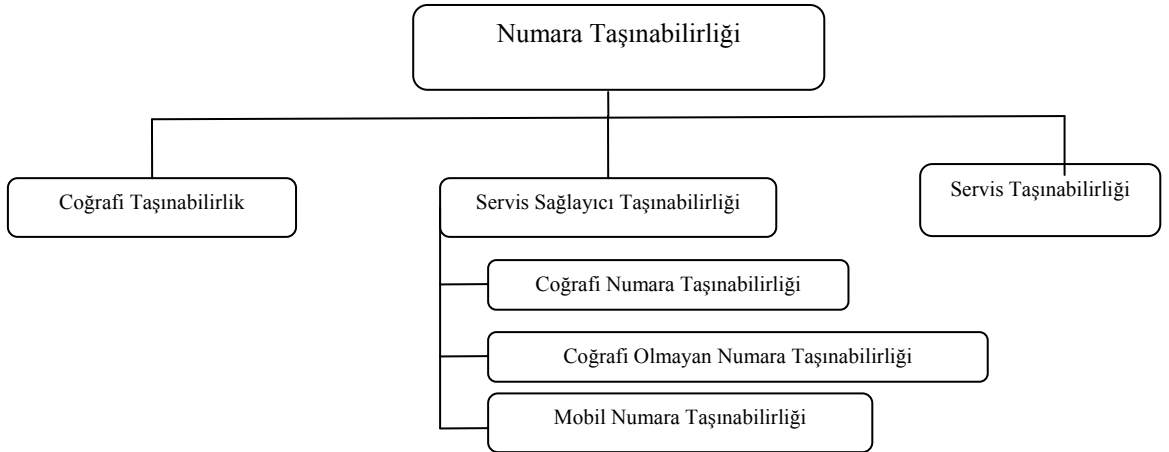 Numara Taşınabilirliği
Coğrafi Taşınabilirlik
Servis Sağlayıcı Taşınabilirliği
Servis Taşınabilirliği
Coğrafi Numara Taşınabilirliği
Coğrafi Olmayan Numara Taşınabilirliği
Mobil Numara Taşınabilirliği